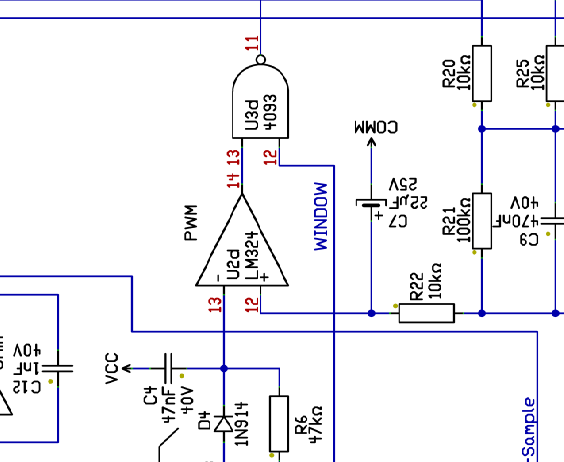 11
U3d
4093
13
12
14
PWM
WINDOW
U2d
LM324
-
+
13
12
COMM
C7
22µF
25V
+
R20
10kΩ
R25
10kΩ
R21
100kΩ
C9
470nF
40V
R22
10kΩ
C12
1nF
40V
VCC
C4
47nF
40V
D4
1N914
R6
47kΩ
-Sample